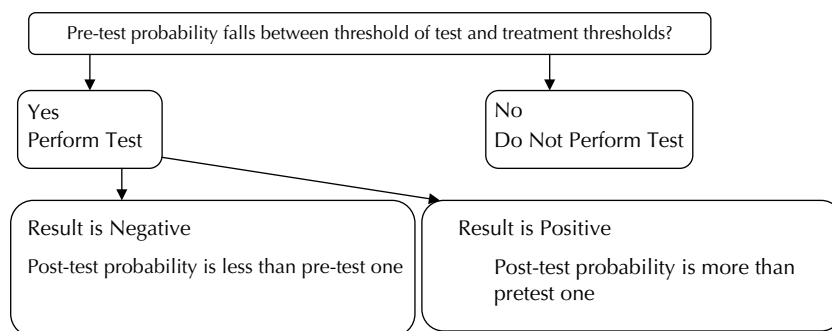 Pre-test probability falls between threshold of test and treatment thresholds?
Yes
Perform Test
No
Do Not Perform Test
Result is Negative
Post-test probability is less than pre-test one
Result is Positive
Post-test probability is more than
pretest one